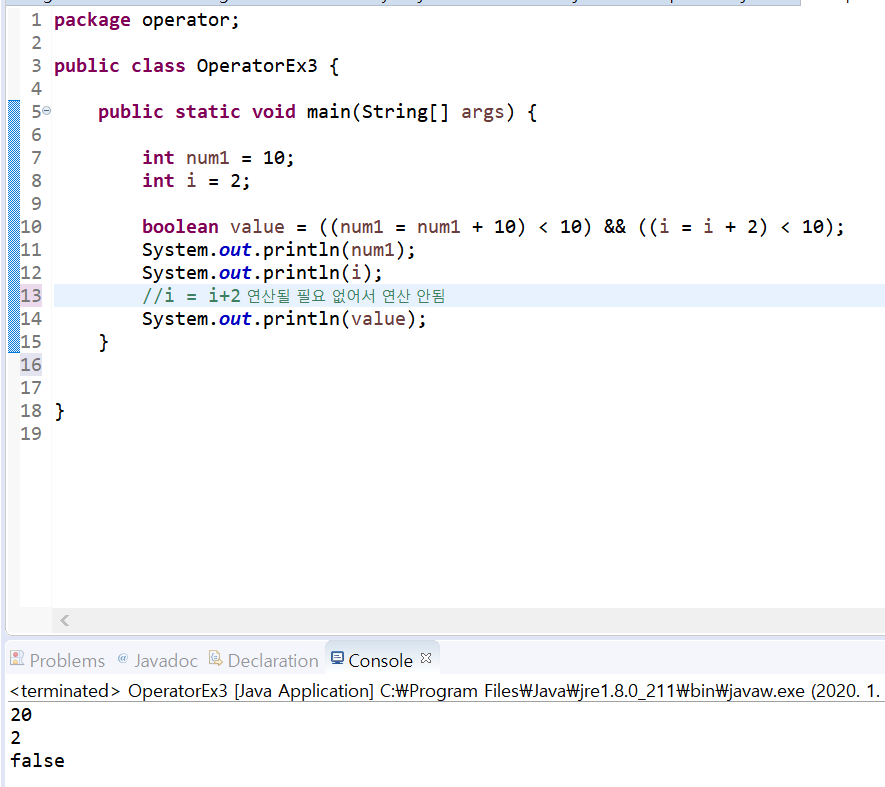 1 package operator;
2
3 public class OperatorEx3 {
4
5 public static void main(String[] args) {
6
7 int num1 = 10;
8 int i = 2;
9
10 boolean value = ((num1 = num1 + 10) < 10) && ((i = i + 2) < 10);
11 System.out.println(num1);
12 System.out.println(i);
13 //i = i+2 연산될 필요 없어서 연산 안됨
14 System.out.println(value);
15 }
16
17
18 }
19
Problems @ Javadoc Declaration Console
<terminated> OperatorEx3 [Java Application] C:₩Program Files₩Java₩jre1.8.0_211₩bin₩javaw.exe (2020. 1.
20
2
false